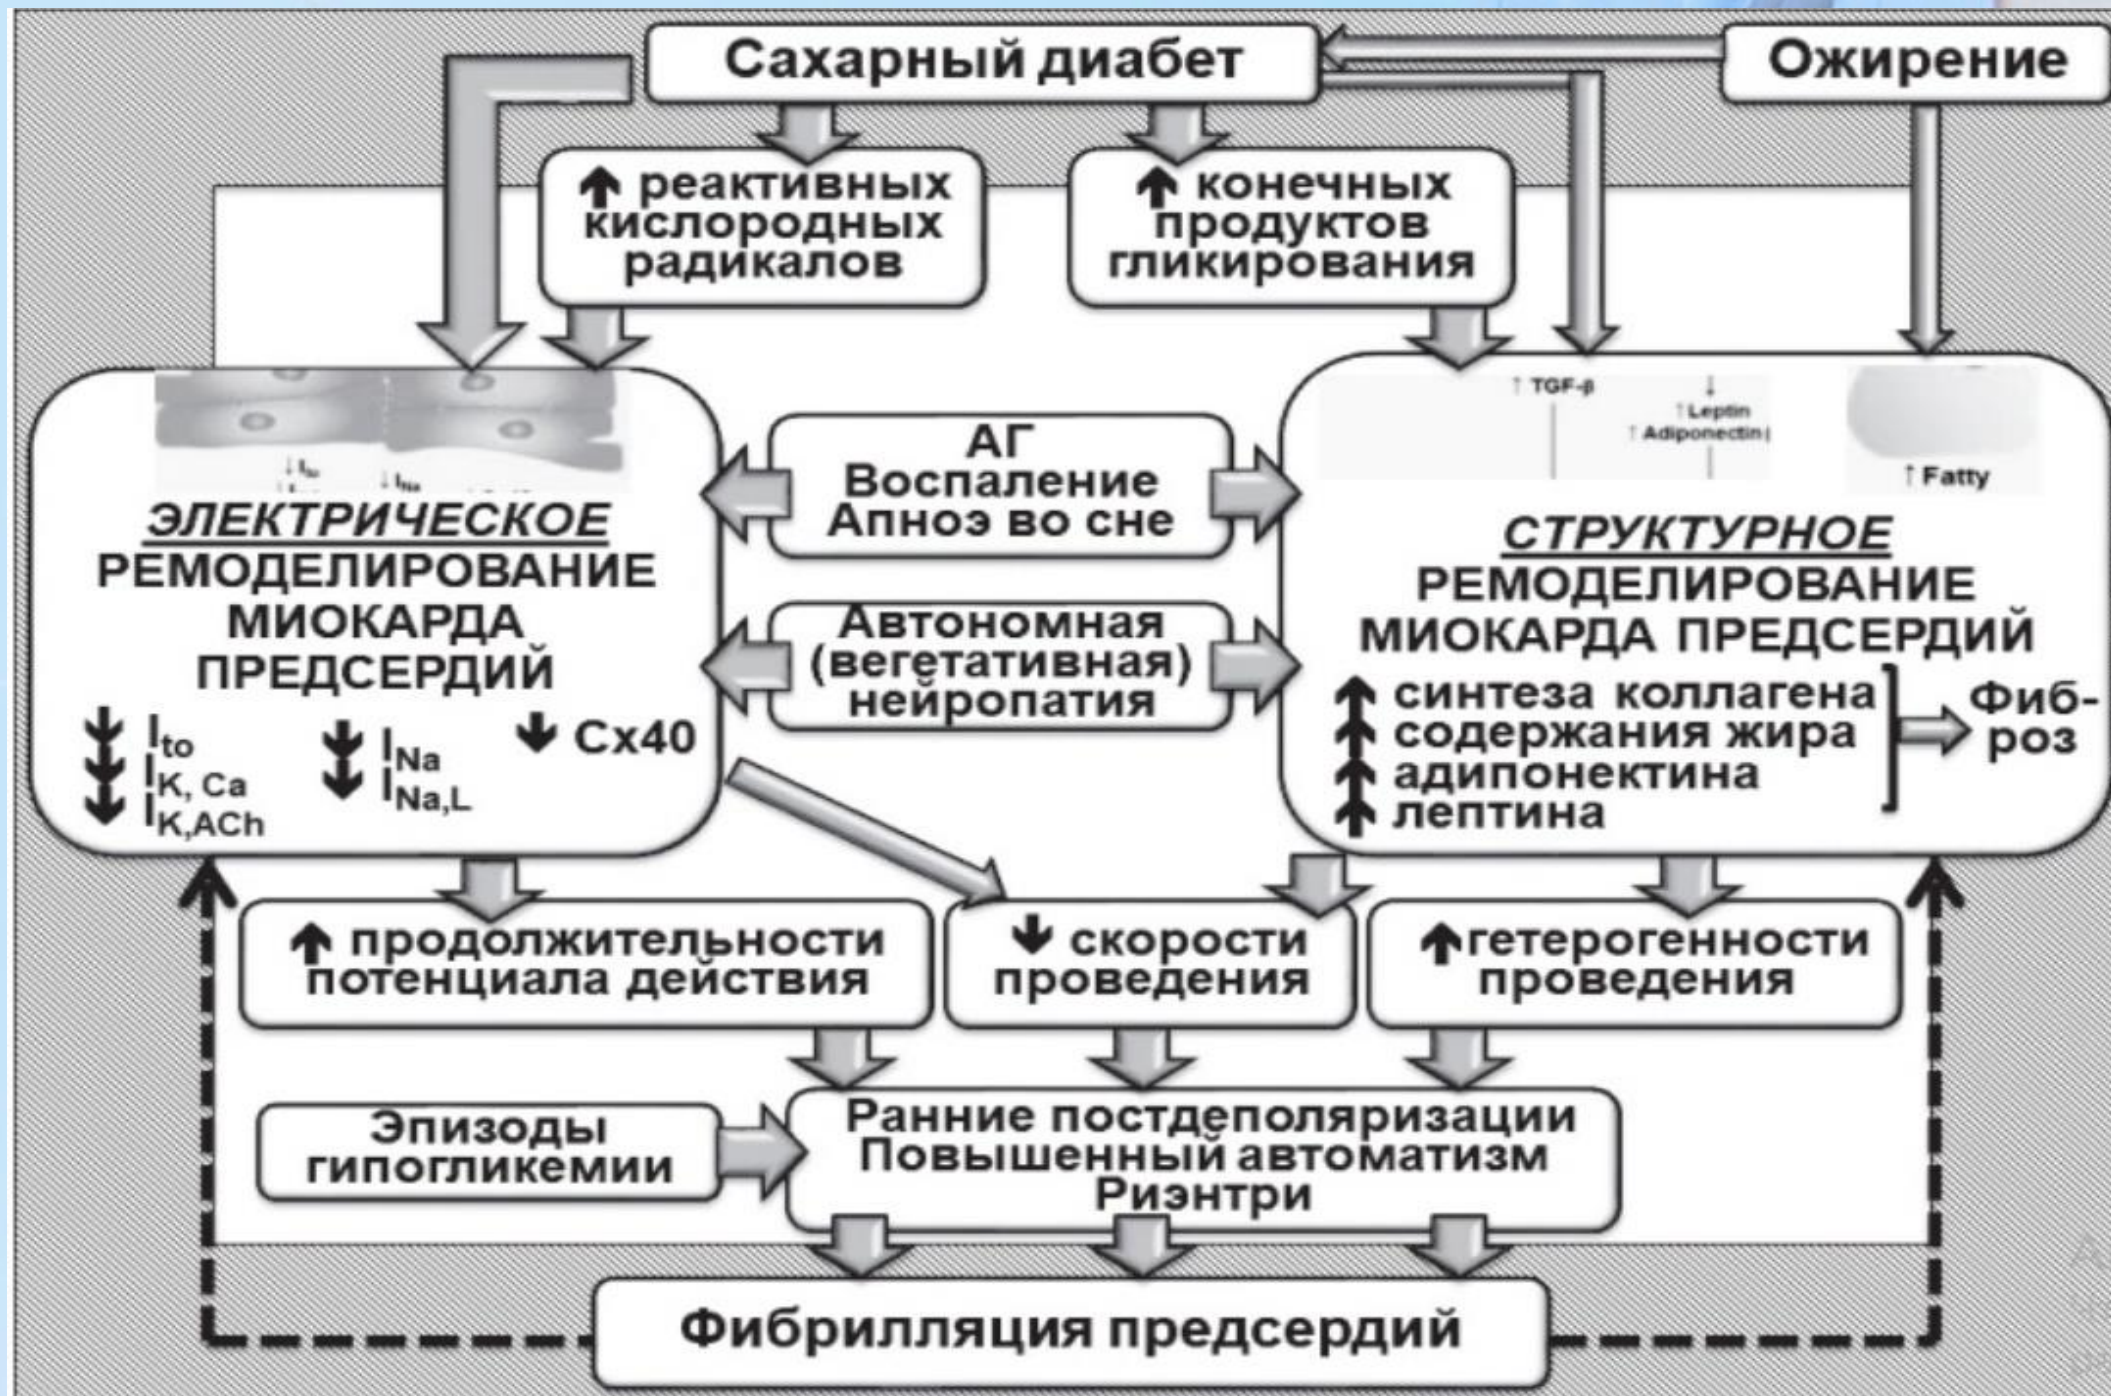 Сахарный диабет
Ожирение
↑ реактивных
кислородных
радикалов
↑ конечных
продуктов
гликирования
↓ Ito
↓ INa
↑ TGF-β
↓
↑ Leptin
↑ Adiponectin
↑ Fatty
АГ
Воспаление
Апноэ во сне
Автономная
(вегетативная)
нейропатия
ЭЛЕКТРИЧЕСКОЕ
РЕМОДЕЛИРОВАНИЕ
МИОКАРДА
ПРЕДСЕРДИЙ
↓ Ito
↓ IK, Ca
↓ IK,ACh
↓ INa
↓ INa,L
↓ Cx40
СТРУКТУРНОЕ
РЕМОДЕЛИРОВАНИЕ
МИОКАРДА ПРЕДСЕРДИЙ
↑ синтеза коллагена
↑ содержания жира
↑ адипонектина
↑ лептина
Фиб-
роз
↑ продолжительности
потенциала действия
↓ скорости
проведения
↑ гетерогенности
проведения
Эпизоды
гипогликемии
Ранние постдеполяризации
Повышенный автоматизм
Риэнтри
Фибрилляция предсердий